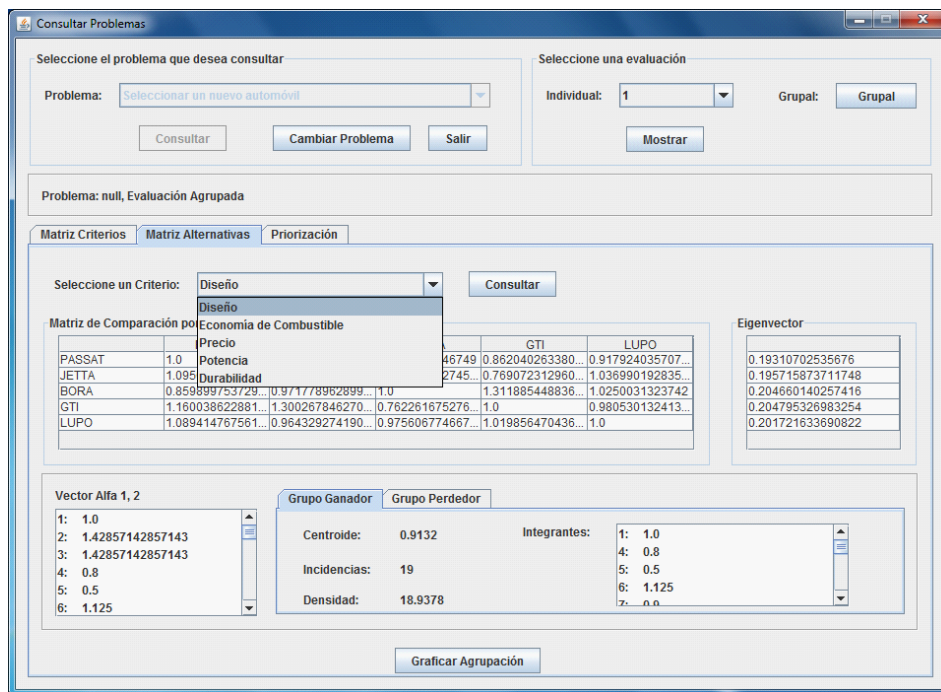 Consultar Problemas
Seleccione el problema que desea consultar
Problema: Seleccionar un nuevo automóvil
Consultar Cambiar Problema Salir
Seleccione una evaluación
Individual: 1 Grupal: Grupal
Mostrar
Problema: null, Evaluación Agrupada
Matriz Criterios Matriz Alternativas Priorización
Seleccione un Criterio: Diseño Consultar
Diseño
Economía de Combustible
Precio
Potencia
Durabilidad
Matriz de Comparación po
GTI LUPO
PASSAT 1.0 46749 0.862040263380... 0.917924035707...
JETTA 1.095 2745... 0.769072312960... 1.036990192835...
BORA 0.859899753729... 0.971778962899... 1.0 1.311885448836... 1.0250031323742
GTI 1.160038622881... 1.300267846270... 0.762261675276... 1.0 0.980530132413...
LUPO 1.089414767561... 0.964329274190... 0.975606774667... 1.019856470436... 1.0
Eigenvector
0.19310702535676
0.195715873711748
0.204660140257416
0.204795326983254
0.201721633690822
Vector Alfa 1, 2
1: 1.0
2: 1.42857142857143
3: 1.42857142857143
4: 0.8
5: 0.5
6: 1.125
Grupo Ganador Grupo Perdedor
Centroide: 0.9132
Incidencias: 19
Densidad: 18.9378
Integrantes:
1: 1.0
4: 0.8
5: 0.5
6: 1.125
7: 0.9
Graficar Agrupación